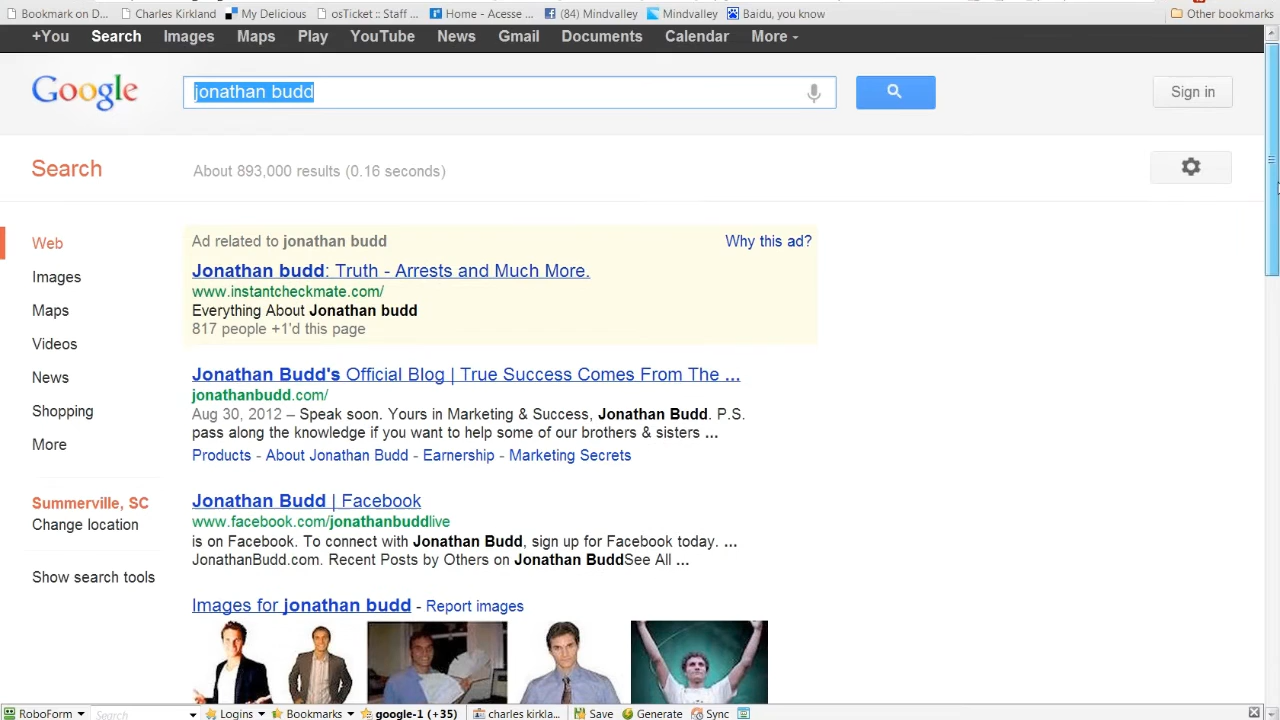 Bookmark on D... Charles Kirkland My Delicious osTicket :: Staff ... Home - Acesse ... (84) Mindvalley Mindvalley Baidu, you know Other bookmarks
+You Search Images Maps Play YouTube News Gmail Documents Calendar More
Google jonathan budd Sign in
Search About 893,000 results (0.16 seconds)
Web
Images
Maps
Videos
News
Shopping
More
Summerville, SC
Change location
Show search tools
Ad related to jonathan budd Why this ad?
Jonathan budd: Truth - Arrests and Much More.
www.instantcheckmate.com/
Everything About Jonathan budd
817 people +1'd this page
Jonathan Budd's Official Blog | True Success Comes From The ...
jonathanbudd.com/
Aug 30, 2012 – Speak soon. Yours in Marketing & Success, Jonathan Budd. P.S.
pass along the knowledge if you want to help some of our brothers & sisters ...
Products - About Jonathan Budd - Earnership - Marketing Secrets
Jonathan Budd | Facebook
www.facebook.com/jonathanbuddlive
is on Facebook. To connect with Jonathan Budd, sign up for Facebook today. ...
JonathanBudd.com. Recent Posts by Others on Jonathan BuddSee All ...
Images for jonathan budd - Report images
RoboForm Search Logins Bookmarks google-1 (+35) charles kirkla... Save Generate Sync